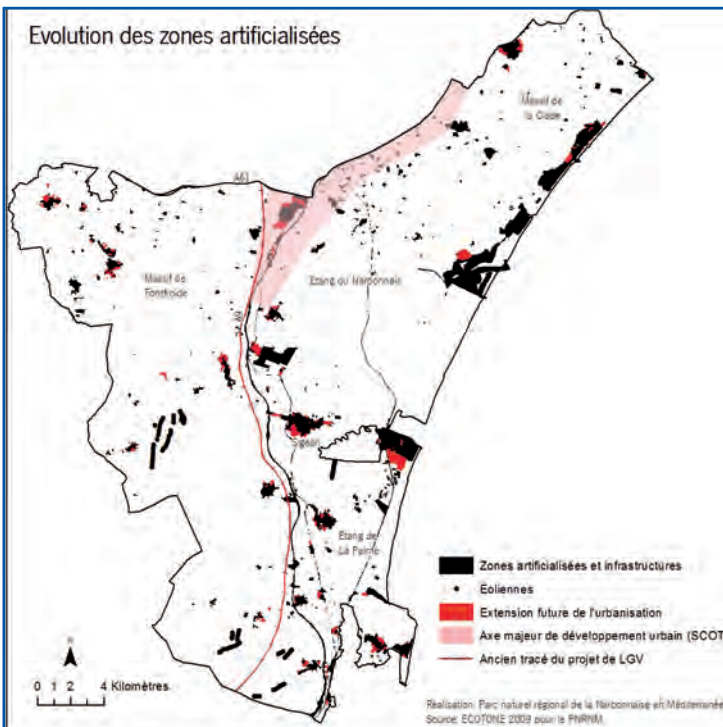 Evolution des zones artificialisées
Massif de
la Clape
A61
Massif de
Fontfroide
Etang du Narbonnais
A9
Sigean
Etang de
La Palme
Zones artificialisées et infrastructures
Eoliennes
Extension future de l'urbanisation
Axe majeur de développement urbain (SCOT
Ancien tracé du projet de LGV
N
0 1 2 4 Kilomètres
Réalisation: Parc naturel régional de la Narbonnaise en Méditerranée
Source: ECOTONE 2009 pour le PNRNM